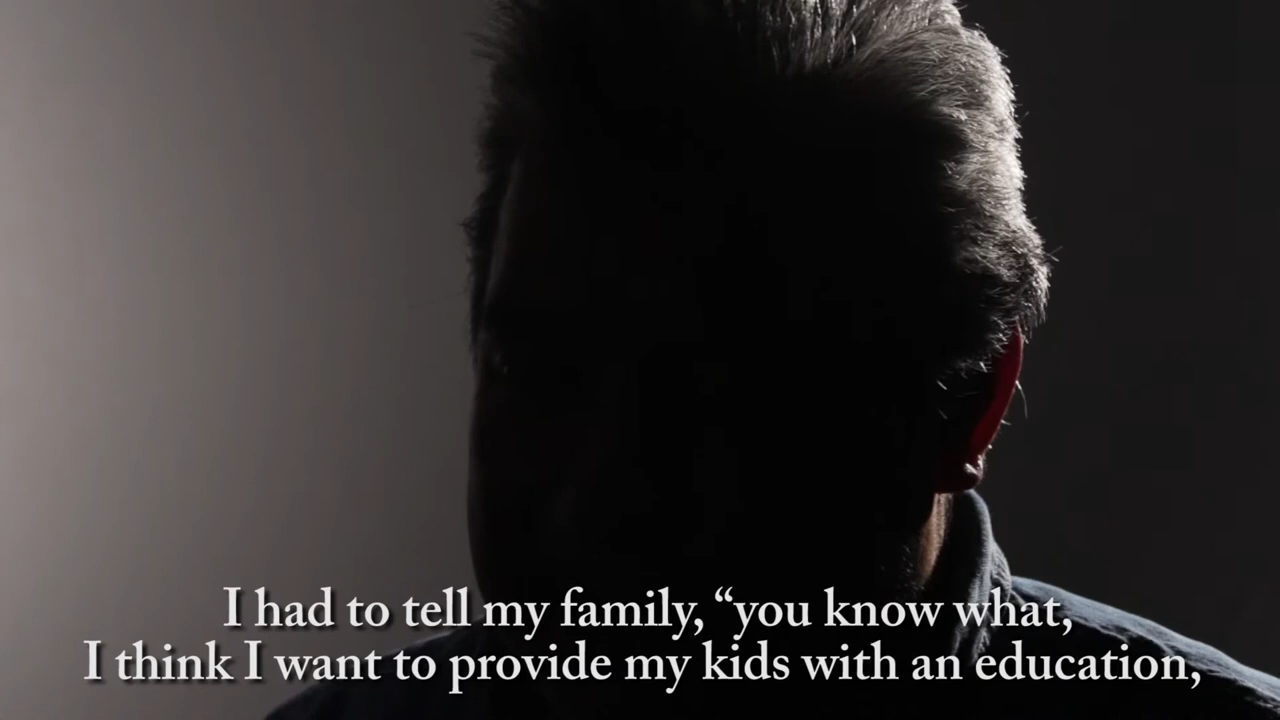 I had to tell my family, “you know what,
I think I want to provide my kids with an education,